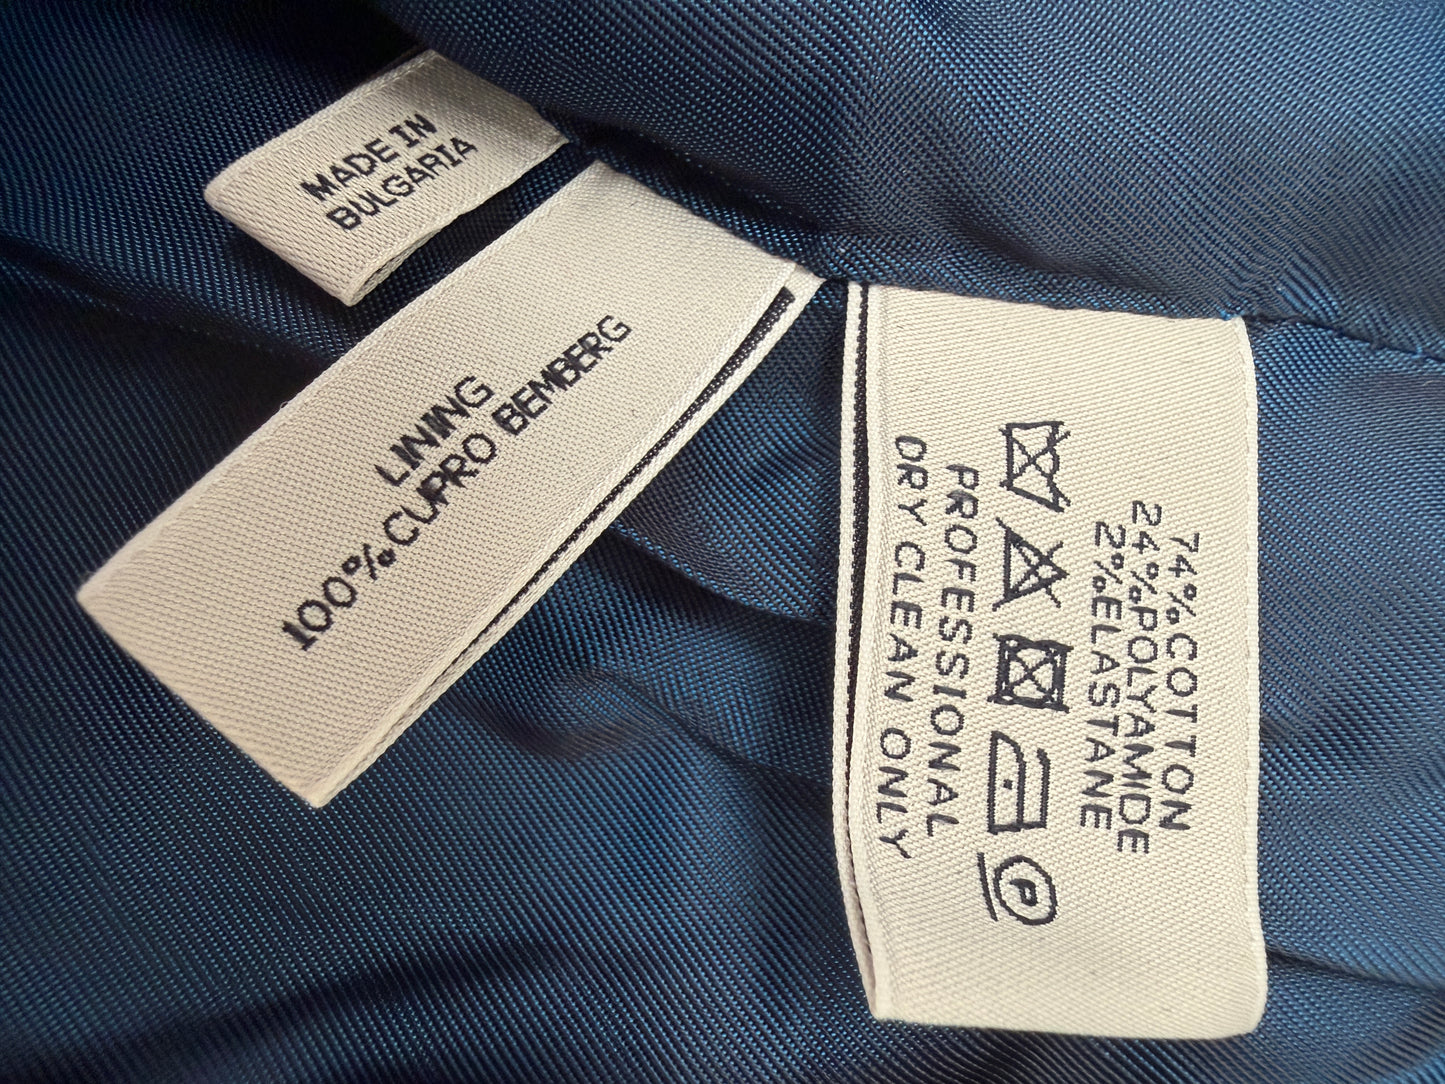 MADE IN
BULGARIA
LINING
100%CUPRO BEMBERG
74%COTTON
24%POLYAMIDE
2%ELASTANE
P
PROFESSIONAL
DRY CLEAN ONLY